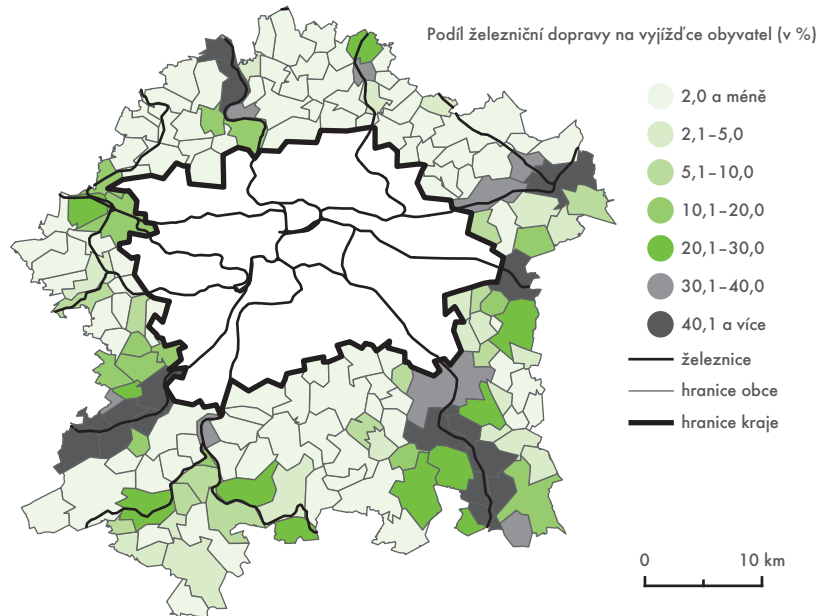 Podíl železniční dopravy na vyjížďce obyvatel (v %)
2,0 a méně
2,1–5,0
5,1–10,0
10,1–20,0
20,1–30,0
30,1–40,0
40,1 a více
železnice
hranice obce
hranice kraje
0 10 km